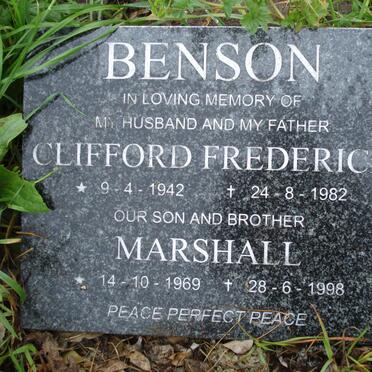 BENSON
IN LOVING MEMORY OF
MY HUSBAND AND MY FATHER
CLIFFORD FREDERIC
★ 9-4-1942 ✝ 24-8-1982
OUR SON AND BROTHER
MARSHALL
★ 14-10-1969 ✝ 28-6-1998
PEACE PERFECT PEACE